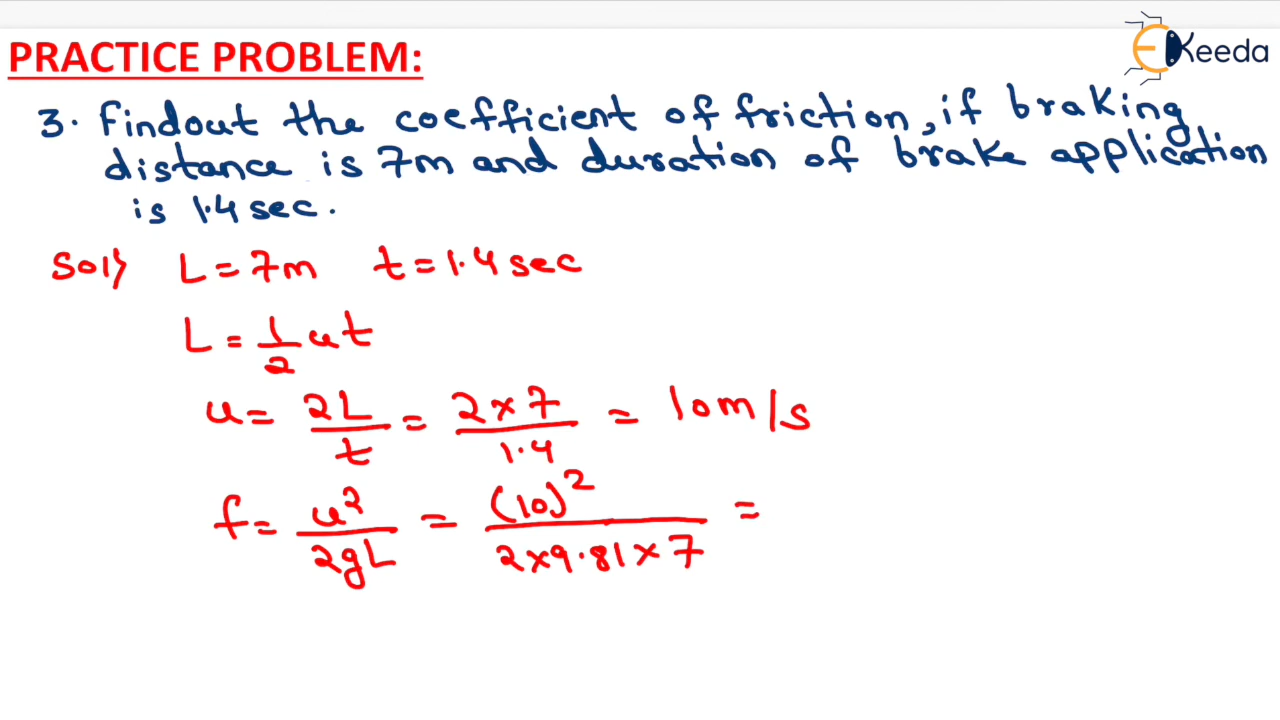 PRACTICE PROBLEM:
EKeeda
3. Findout the coefficient of friction, if braking
distance is 7m and duration of brake application
is 1.4 sec.
Sol) L = 7m t = 1.4 sec
L = 1/2 ut
u = 2L/t = 2×7/1.4 = 10m/s
f = u²/2gL = (10)²/2×9.81×7 =